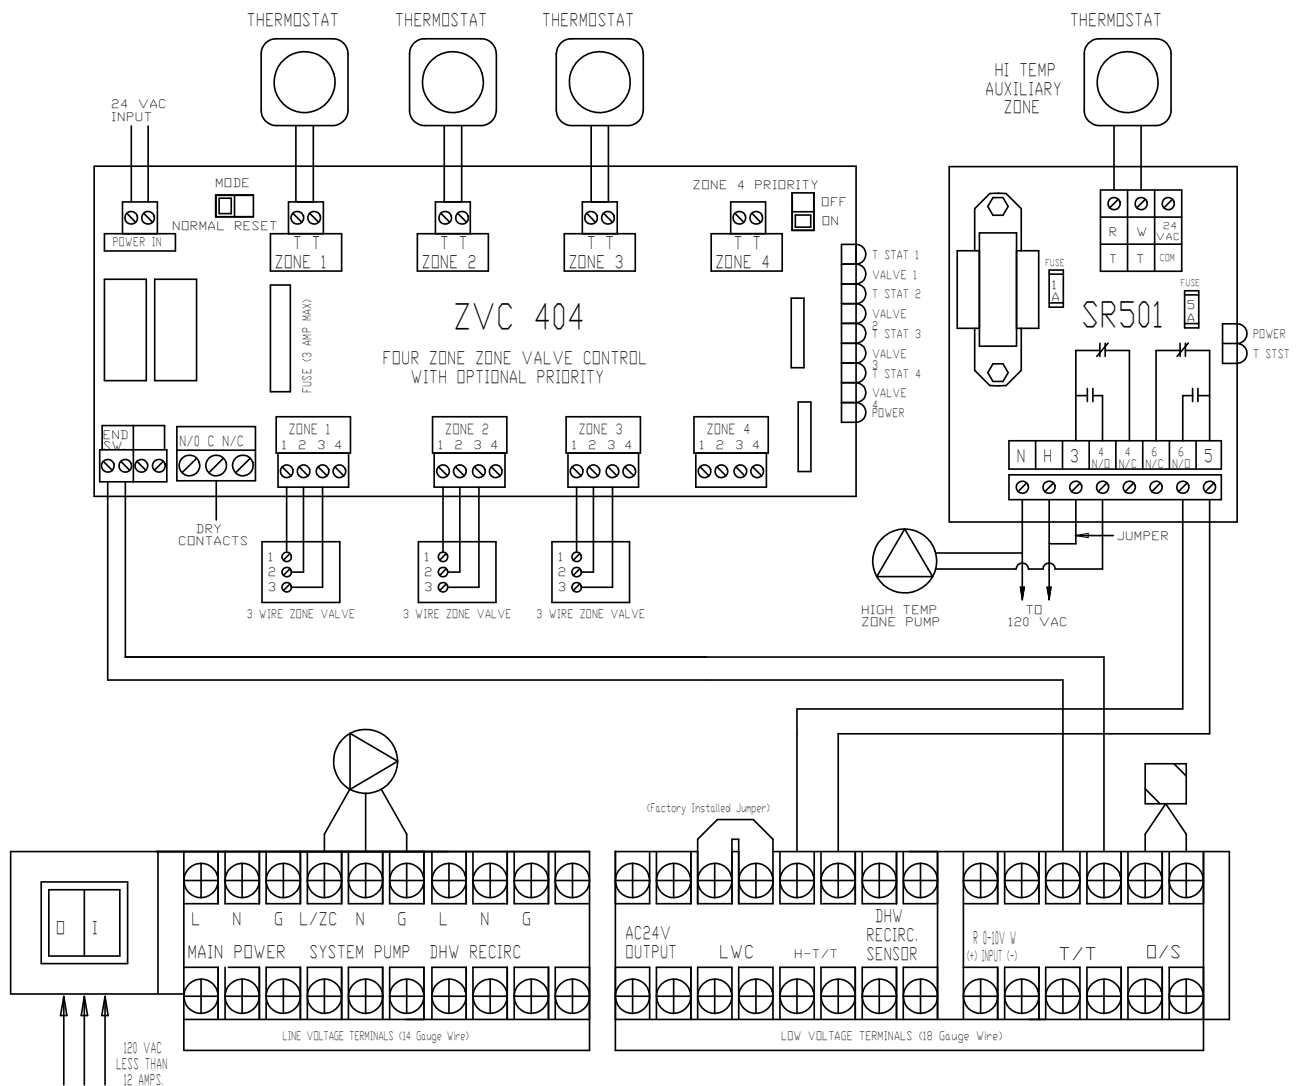 THERMOSTAT THERMOSTAT THERMOSTAT THERMOSTAT
HI TEMP
AUXILIARY
ZONE
24 VAC
INPUT
MODE
NORMAL RESET
POWER IN
T T
ZONE 1
T T
ZONE 2
T T
ZONE 3
ZONE 4 PRIORITY
OFF
ON
T T
ZONE 4
T STAT 1
VALVE 1
T STAT 2
VALVE
2
T STAT 3
VALVE
3
T STAT 4
VALVE
4
POWER
FUSE (3 AMP MAX)
ZVC 404
FOUR ZONE ZONE VALVE CONTROL
WITH OPTIONAL PRIORITY
END
SW
N/O C N/C
ZONE 1
1 2 3 4
ZONE 2
1 2 3 4
ZONE 3
1 2 3 4
ZONE 4
1 2 3 4
DRY
CONTACTS
1
2
3
3 WIRE ZONE VALVE
1
2
3
3 WIRE ZONE VALVE
1
2
3
3 WIRE ZONE VALVE
R W 24
VAC
T T COM
FUSE
1
A
FUSE
5
A
SR501
POWER
T STST
N H 3 4
N/O 4
N/C 6
N/C 6
N/O 5
JUMPER
HIGH TEMP
ZONE PUMP
TO
120 VAC
(Factory Installed Jumper)
O I
L N G L/ZC N G L N G
MAIN POWER SYSTEM PUMP DHW RECIRC
LINE VOLTAGE TERMINALS (14 Gauge Wire)
120 VAC
LESS THAN
12 AMPS.
AC24V
OUTPUT
LWC
H-T/T
DHW
RECIRC.
SENSOR
R 0-10V W
(+) INPUT (-)
T/T
O/S
LOW VOLTAGE TERMINALS (18 Gauge Wire)